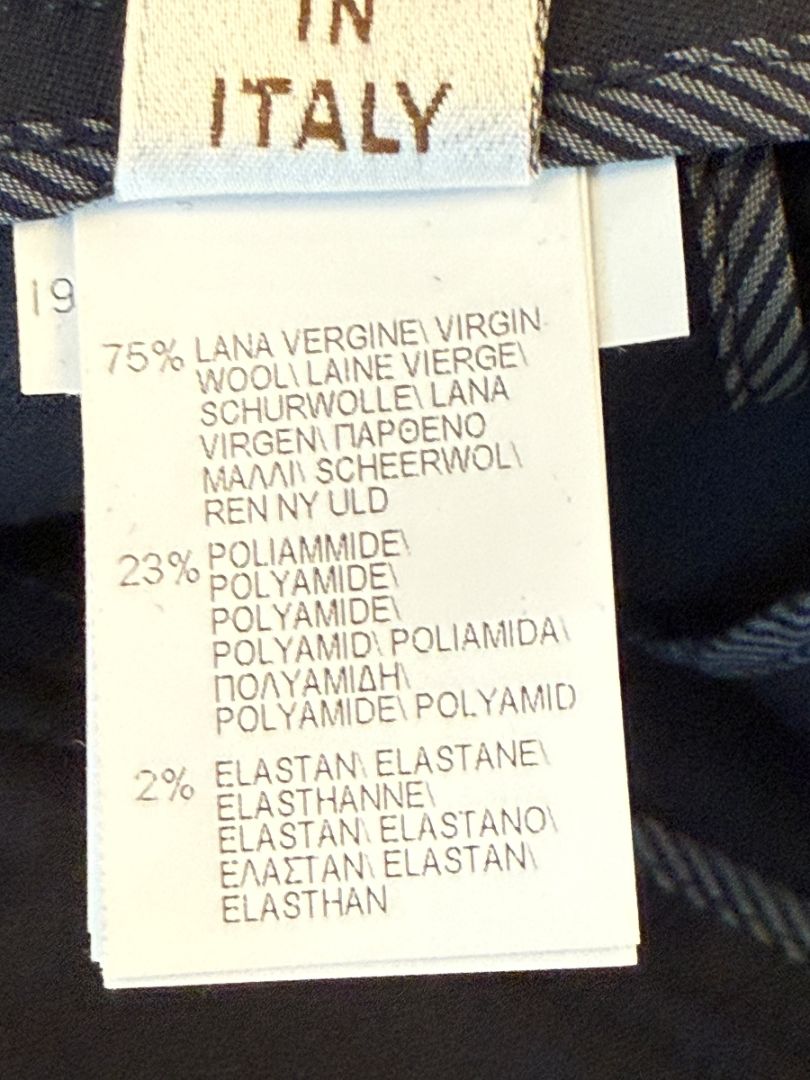 IN
ITALY
19
75% LANA VERGINE\ VIRGIN
WOOL\ LAINE VIERGE\
SCHURWOLLE\ LANA
VIRGEN\ ΠΑΡΘΕΝΟ
ΜΑΛΛΙ\ SCHEERWOL\
REN NY ULD
23% POLIAMMIDE\
POLYAMIDE\
POLYAMIDE\
POLYAMID\ POLIAMIDA\
ΠΟΛΥΑΜΙΔΗ\
POLYAMIDE\ POLYAMID
2% ELASTAN\ ELASTANE\
ELASTHANNE\
ELASTAN\ ELASTANO\
ΕΛΑΣΤΑΝ\ ELASTAN\
ELASTHAN